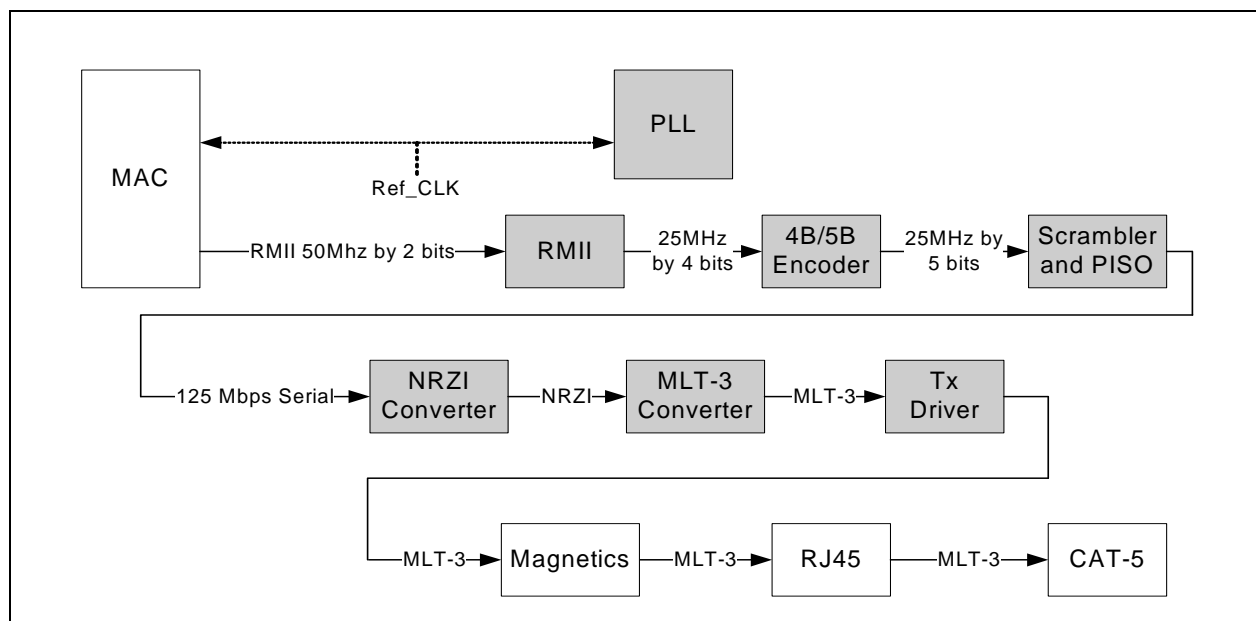 PLL
MAC
Ref_CLK
RMII 50Mhz by 2 bits
RMII
25MHz
by 4 bits
4B/5B
Encoder
25MHz by
5 bits
Scrambler
and PISO
125 Mbps Serial
NRZI
Converter
NRZI
MLT-3
Converter
MLT-3
Tx
Driver
MLT-3
Magnetics
MLT-3
RJ45
MLT-3
CAT-5